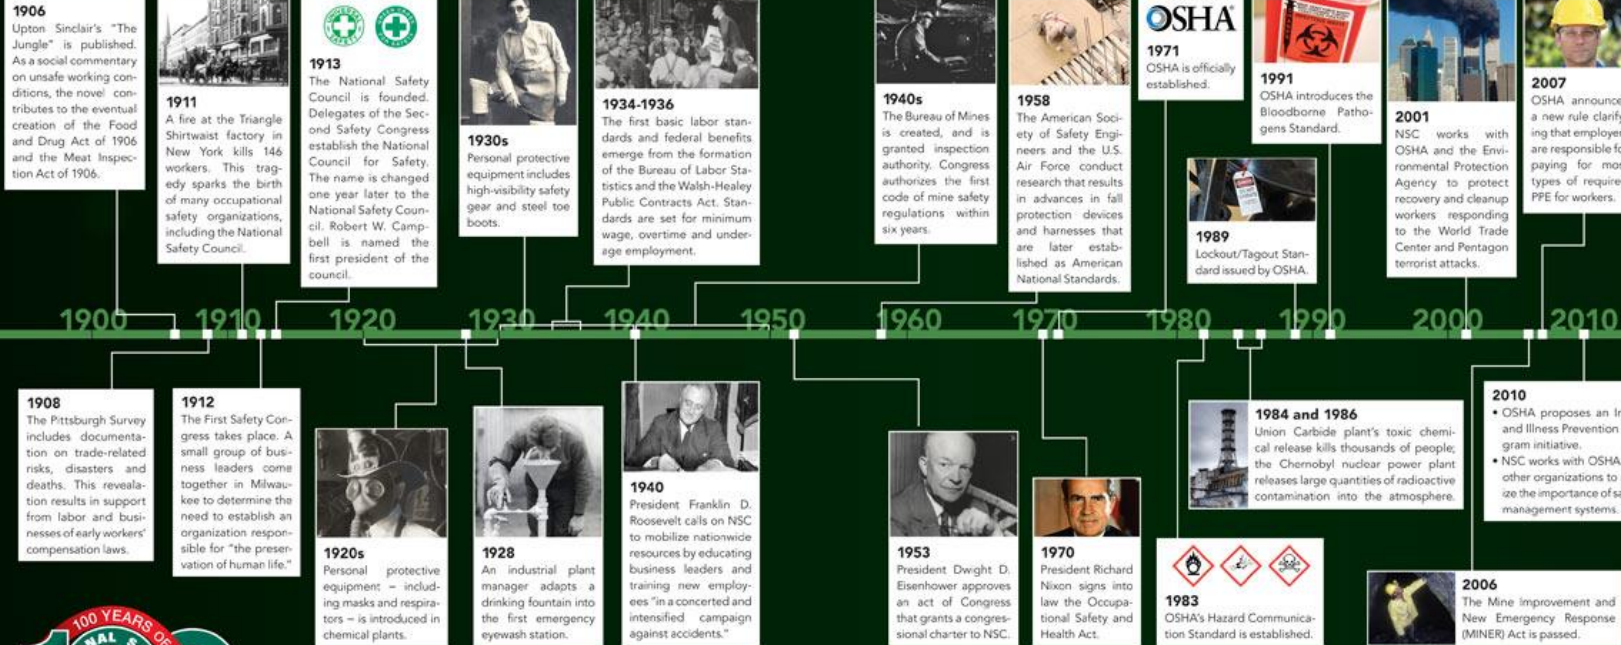 1906
Upton Sinclair's "The
Jungle" is published.
As a social commentary
on unsafe working con-
ditions, the novel con-
tributes to the eventual
creation of the Food
and Drug Act of 1906
and the Meat Inspec-
tion Act of 1906.
1911
A fire at the Triangle
Shirtwaist factory in
New York kills 146
workers. This trag-
edy sparks the birth
of many occupational
safety organizations,
including the National
Safety Council.
UNIVERSAL
SAFETY
1913
The National Safety
Council is founded.
Delegates of the Sec-
ond Safety Congress
establish the National
Council for Safety.
The name is changed
one year later to the
National Safety Coun-
cil. Robert W. Camp-
bell is named the
first president of the
council.
1930s
Personal protective
equipment includes
high-visibility safety
gear and steel toe
boots.
1934-1936
The first basic labor stan-
dards and federal benefits
emerge from the formation
of the Bureau of Labor Sta-
tistics and the Walsh-Healey
Public Contracts Act. Stan-
dards are set for minimum
wage, overtime and under-
age employment.
1940s
The Bureau of Mines
is created, and is
granted inspection
authority. Congress
authorizes the first
code of mine safety
regulations within
six years.
1958
The American Soci-
ety of Safety Engi-
neers and the U.S.
Air Force conduct
research that results
in advances in fall
protection devices
and harnesses that
are later estab-
lished as American
National Standards.
OSHA
1971
OSHA is officially
established.
1991
OSHA introduces the
Bloodborne Patho-
gens Standard.
1989
Lockout/Tagout Stan-
dard issued by OSHA.
2001
NSC works with
OSHA and the Envi-
ronmental Protection
Agency to protect
recovery and cleanup
workers responding
to the World Trade
Center and Pentagon
terrorist attacks.
2007
OSHA announce
a new rule clarify
ing that employer
are responsible fo
paying for mo
types of require
PPE for workers.
1900 1910 1920 1930 1940 1950 1960 1970 1980 1990 2000 2010
1908
The Pittsburgh Survey
includes documenta-
tion on trade-related
risks, disasters and
deaths. This reveala-
tion results in support
from labor and busi-
nesses of early workers'
compensation laws.
1912
The First Safety Con-
gress takes place. A
small group of busi-
ness leaders come
together in Milwau-
kee to determine the
need to establish an
organization respon-
sible for "the preser-
vation of human life."
1920s
Personal protective
equipment – includ-
ing masks and respira-
tors – is introduced in
chemical plants.
1928
An industrial plant
manager adapts a
drinking fountain into
the first emergency
eyewash station.
1940
President Franklin D.
Roosevelt calls on NSC
to mobilize nationwide
resources by educating
business leaders and
training new employ-
ees "in a concerted and
intensified campaign
against accidents."
1953
President Dwight D.
Eisenhower approves
an act of Congress
that grants a congres-
sional charter to NSC.
1970
President Richard
Nixon signs into
law the Occupa-
tional Safety and
Health Act.
1984 and 1986
Union Carbide plant's toxic chemi-
cal release kills thousands of people;
the Chernobyl nuclear power plant
releases large quantities of radioactive
contamination into the atmosphere.
1983
OSHA's Hazard Communica-
tion Standard is established.
2010
• OSHA proposes an In
and Illness Prevention
gram initiative.
• NSC works with OSHA
other organizations to
ize the importance of sa
management systems.
2006
The Mine Improvement and
New Emergency Response
(MINER) Act is passed.
100 YEARS OF